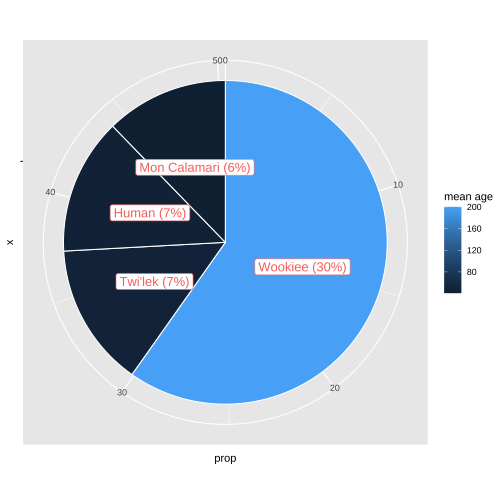 500
10
20
30
40
Mon Calamari (6%)
Human (7%)
Twi'lek (7%)
Wookiee (30%)
x
prop
mean age
200
160
120
80